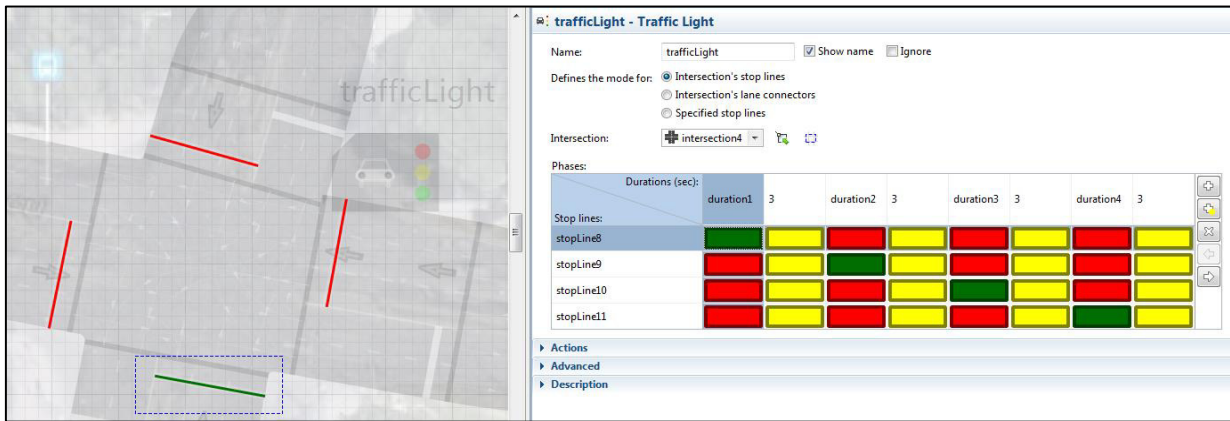 trafficLight
trafficLight - Traffic Light
Name: trafficLight Show name Ignore
Defines the mode for: Intersection's stop lines
Intersection's lane connectors
Specified stop lines
Intersection: intersection4
Phases:
Durations (sec): duration1 3 duration2 3 duration3 3 duration4 3
Stop lines:
stopLine8
stopLine9
stopLine10
stopLine11
Actions
Advanced
Description